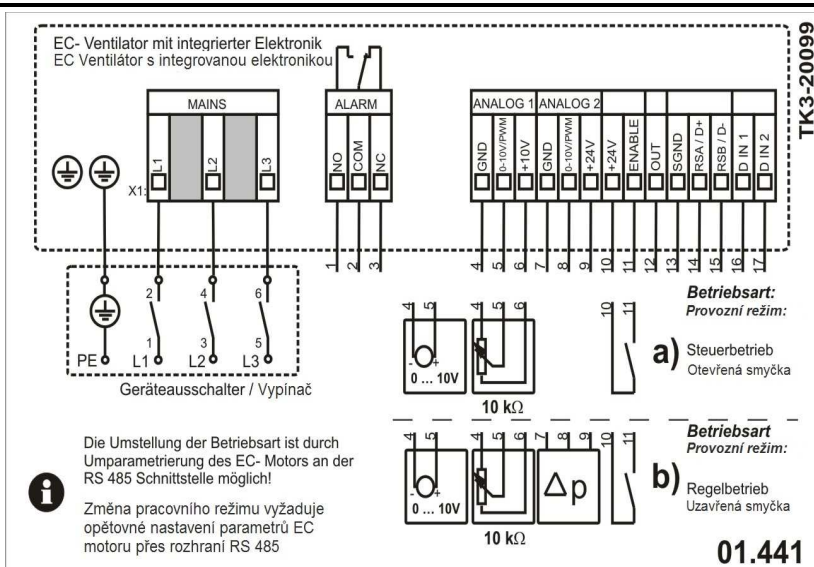 EC- Ventilator mit integrierter Elektronik
EC Ventilátor s integrovanou elektronikou
TK3-20099
MAINS
L1
L2
L3
X1:
ALARM
NO
COM
NC
ANALOG 1
ANALOG 2
GND
0-10V/PWM
+10V
GND
0-10V/PWM
+24V
+24V
ENABLE
OUT
SGND
RSA / D+
RSB / D-
D IN 1
D IN 2
1
2
3
4
5
6
7
8
9
10
11
12
13
14
15
16
17
2
4
6
1
3
5
PE
L1
L2
L3
Geräteausschalter / Vypínač
4
5
- +
0 ... 10V
4
5
6
10 kΩ
10
11
Betriebsart:
Provozní režim:
a)
Steuerbetrieb
Otevřená smyčka
Die Umstellung der Betriebsart ist durch
Umparametrierung des EC- Motors an der
RS 485 Schnittstelle möglich!
i
Změna pracovního režimu vyžaduje
opětovné nastavení parametrů EC
motoru přes rozhraní RS 485
4
5
- +
0 ... 10V
4
5
6
10 kΩ
7
8
9
Δp
10
11
Betriebsart
Provozní režim:
b)
Regelbetrieb
Uzavřená smyčka
01.441